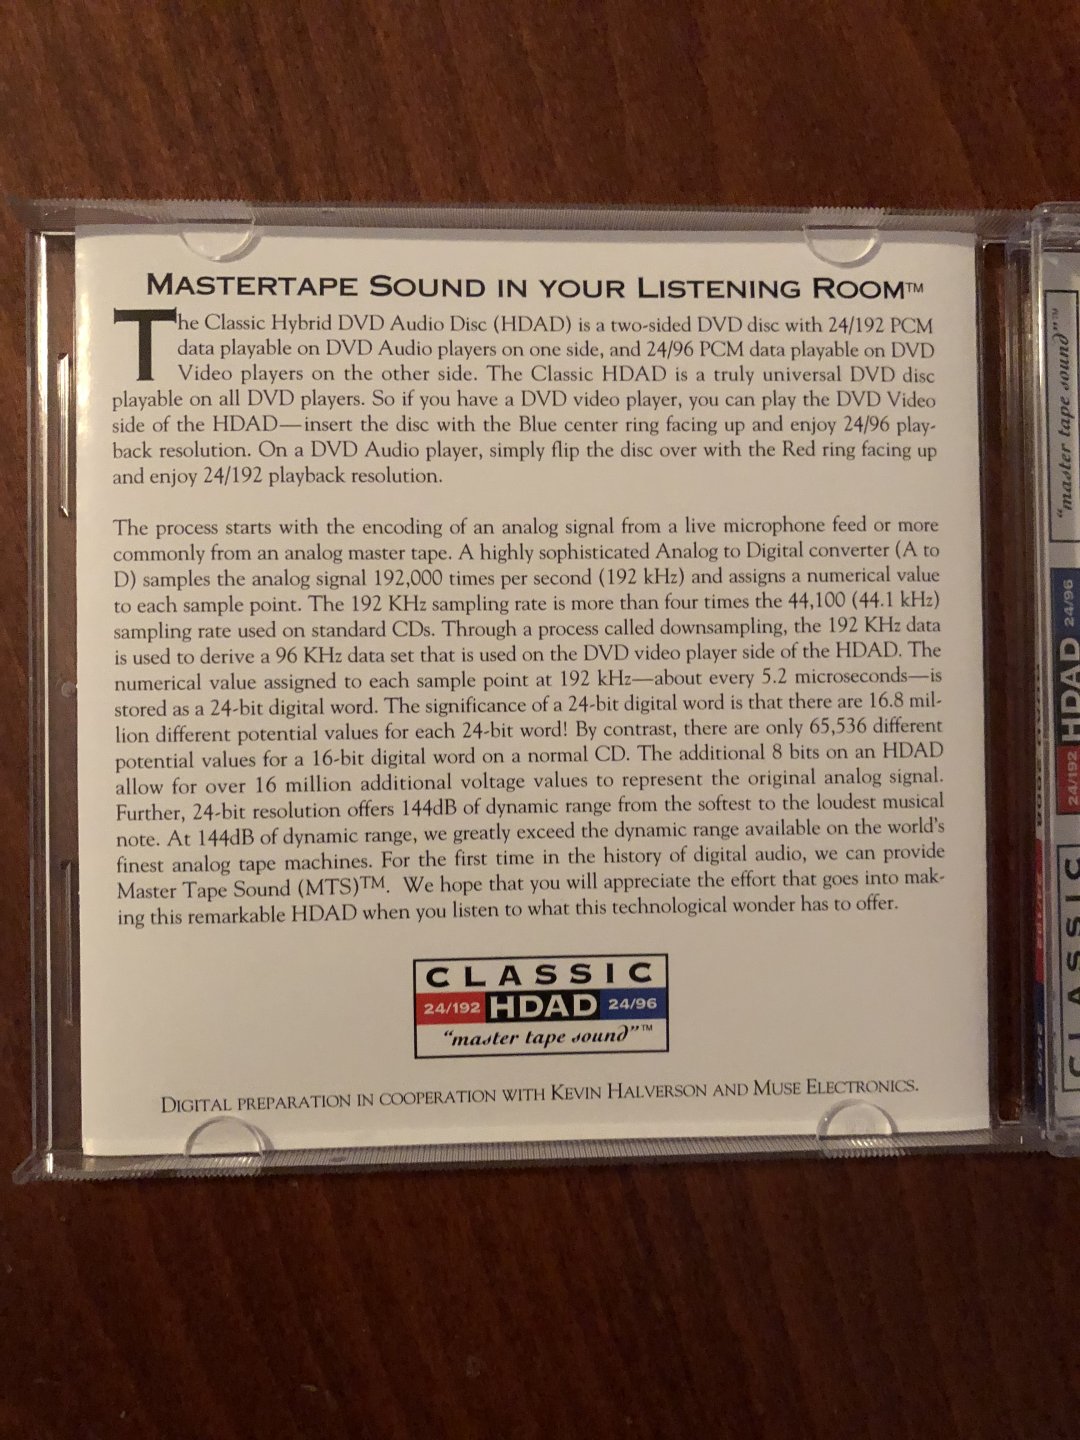 MASTERTAPE SOUND IN YOUR LISTENING ROOM™
The Classic Hybrid DVD Audio Disc (HDAD) is a two-sided DVD disc with 24/192 PCM
data playable on DVD Audio players on one side, and 24/96 PCM data playable on DVD
Video players on the other side. The Classic HDAD is a truly universal DVD disc
playable on all DVD players. So if you have a DVD video player, you can play the DVD Video
side of the HDAD—insert the disc with the Blue center ring facing up and enjoy 24/96 play-
back resolution. On a DVD Audio player, simply flip the disc over with the Red ring facing up
and enjoy 24/192 playback resolution.
The process starts with the encoding of an analog signal from a live microphone feed or more
commonly from an analog master tape. A highly sophisticated Analog to Digital converter (A to
D) samples the analog signal 192,000 times per second (192 kHz) and assigns a numerical value
to each sample point. The 192 KHz sampling rate is more than four times the 44,100 (44.1 kHz)
sampling rate used on standard CDs. Through a process called downsampling, the 192 KHz data
is used to derive a 96 KHz data set that is used on the DVD video player side of the HDAD. The
numerical value assigned to each sample point at 192 kHz—about every 5.2 microseconds—is
stored as a 24-bit digital word. The significance of a 24-bit digital word is that there are 16.8 mil-
lion different potential values for each 24-bit word! By contrast, there are only 65,536 different
potential values for a 16-bit digital word on a normal CD. The additional 8 bits on an HDAD
allow for over 16 million additional voltage values to represent the original analog signal.
Further, 24-bit resolution offers 144dB of dynamic range from the softest to the loudest musical
note. At 144dB of dynamic range, we greatly exceed the dynamic range available on the world's
finest analog tape machines. For the first time in the history of digital audio, we can provide
Master Tape Sound (MTS)™. We hope that you will appreciate the effort that goes into mak-
ing this remarkable HDAD when you listen to what this technological wonder has to offer.
CLASSIC
24/192 HDAD 24/96
"master tape sound"™
DIGITAL PREPARATION IN COOPERATION WITH KEVIN HALVERSON AND MUSE ELECTRONICS.
CLASSIC
24/192 HDAD 24/96
"master tape sound"™